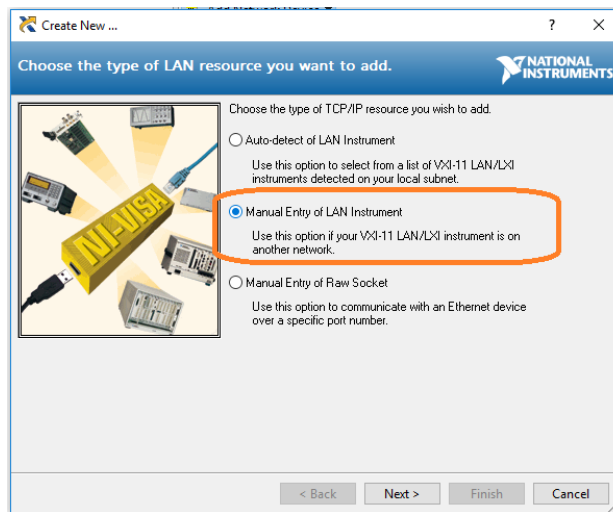 Create New ...
? X
Choose the type of LAN resource you want to add.
NATIONAL
INSTRUMENTS
Choose the type of TCP/IP resource you wish to add.
Auto-detect of LAN Instrument
Use this option to select from a list of VXI-11 LAN/LXI
instruments detected on your local subnet.
Manual Entry of LAN Instrument
Use this option if your VXI-11 LAN/LXI instrument is on
another network.
Manual Entry of Raw Socket
Use this option to communicate with an Ethernet device
over a specific port number.
NI-VISA
< Back
Next >
Finish
Cancel